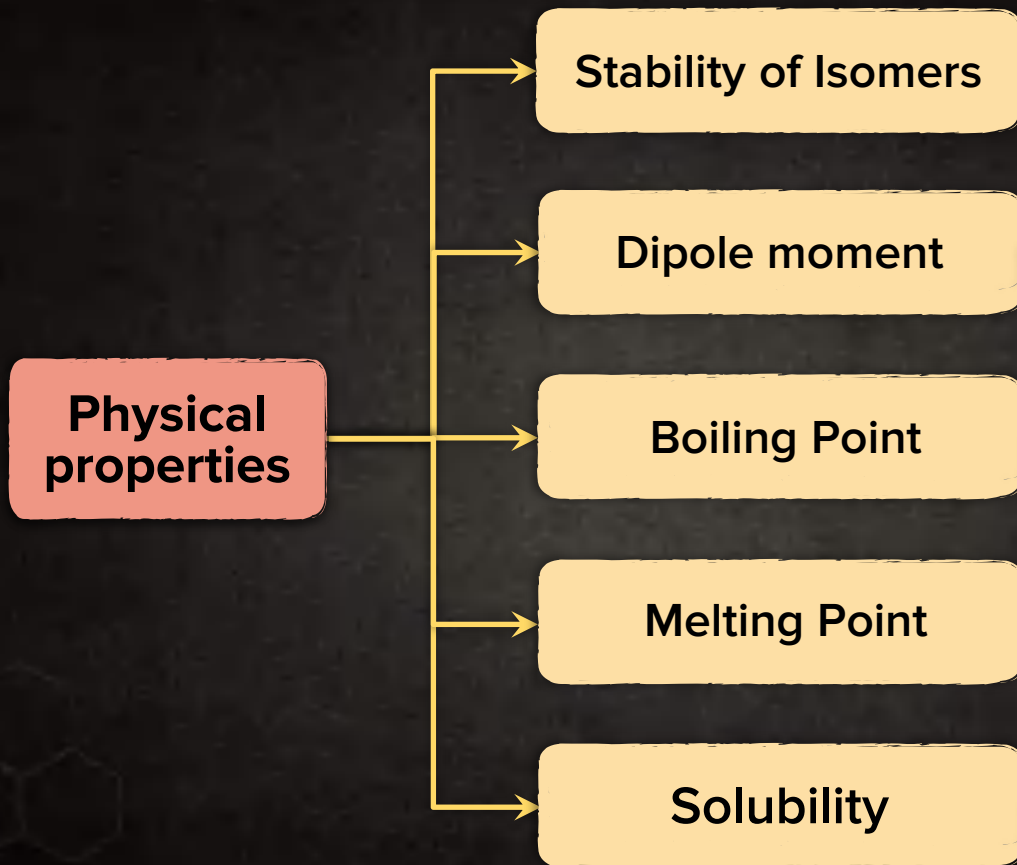 Stability of Isomers
Dipole moment
Physical
properties
Boiling Point
Melting Point
Solubility